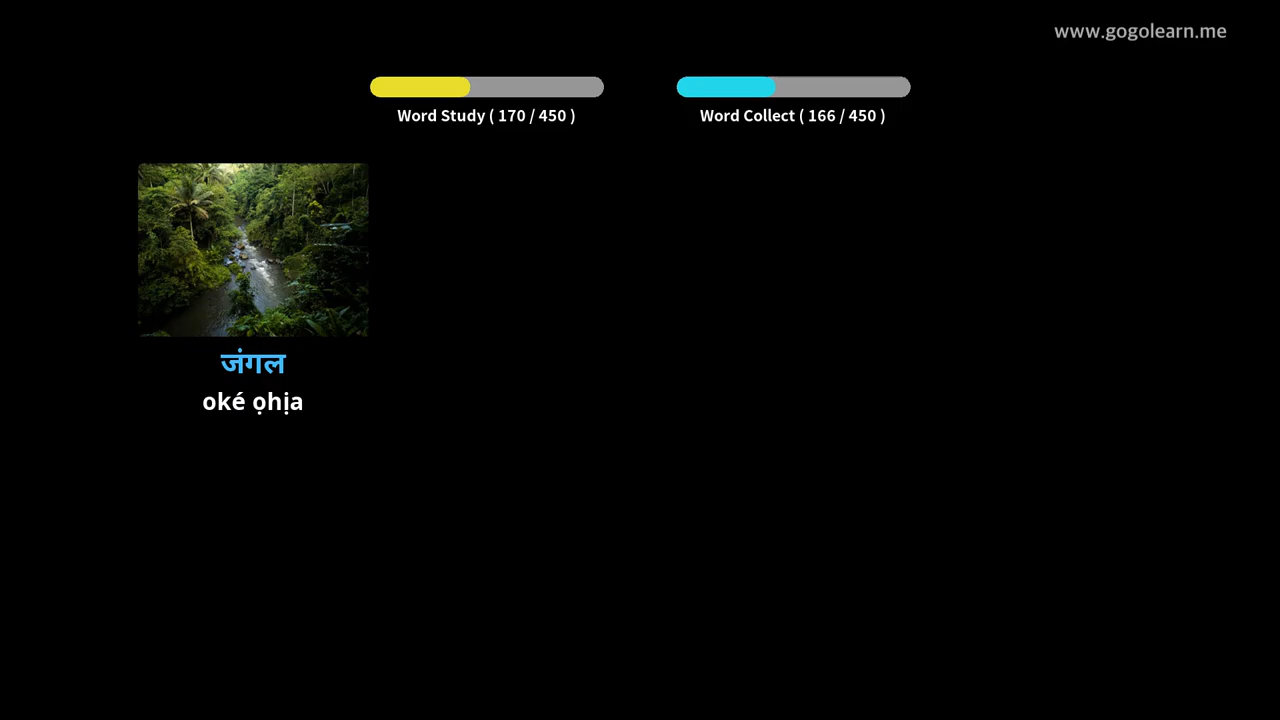 www.gogolearn.me
Word Study ( 170 / 450 )
Word Collect ( 166 / 450 )
जंगल
oké ọhịa